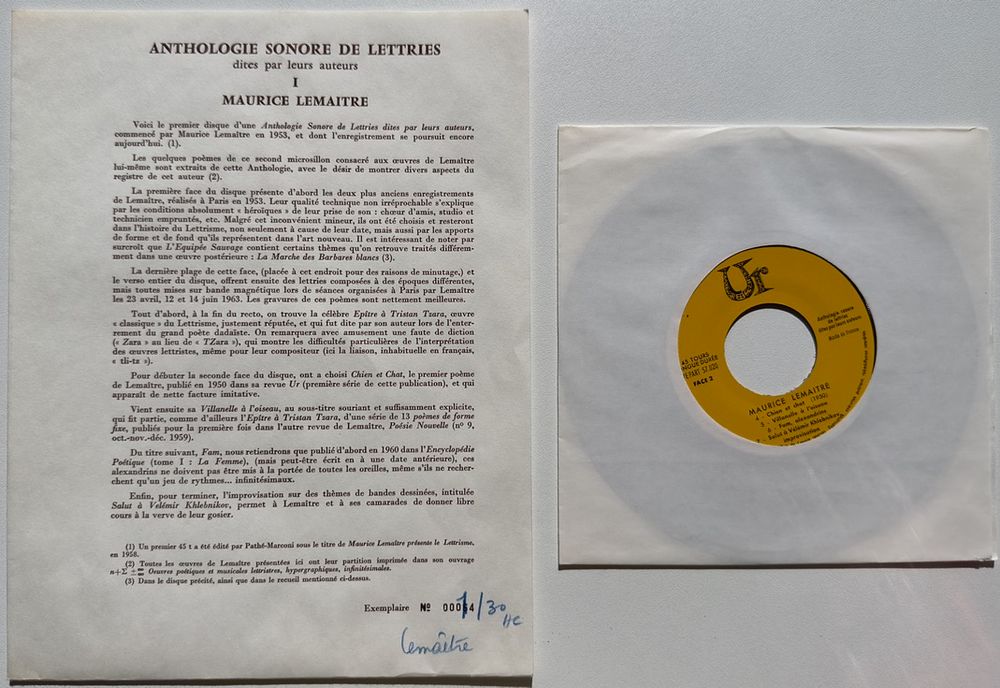 ANTHOLOGIE SONORE DE LETTRIES
dites par leurs auteurs
I
MAURICE LEMAITRE
Voici le premier disque d'une Anthologie Sonore de Lettries dites par leurs auteurs,
commencé par Maurice Lemaître en 1953, et dont l'enregistrement se poursuit encore
aujourd'hui. (1).
Les quelques poèmes de ce second microsillon consacré aux œuvres de Lemaître
lui-même sont extraits de cette Anthologie, avec le désir de montrer divers aspects du
registre de cet auteur (2).
La première face du disque présente d'abord les deux plus anciens enregistrements
de Lemaître, réalisés à Paris en 1953. Leur qualité technique non irréprochable s'explique
par les conditions absolument « héroïques » de leur prise de son : chœur d'amis, studio et
technicien empruntés, etc. Malgré cet inconvénient mineur, ils ont été choisis et resteront
dans l'histoire du Lettrisme, non seulement à cause de leur date, mais aussi par les apports
de forme et de fond qu'ils représentent dans l'art nouveau. Il est intéressant de noter par
surcroît que L'Equipée Sauvage contient certains thèmes qu'on retrouve traités différem-
ment dans une œuvre postérieure : La Marche des Barbares blancs (3).
La dernière plage de cette face, (placée à cet endroit pour des raisons de minutage,) et
le verso entier du disque, offrent ensuite des lettries composées à des époques différentes,
mais toutes mises sur bande magnétique lors de séances organisées à Paris par Lemaître
les 23 avril, 12 et 14 juin 1963. Les gravures de ces poèmes sont nettement meilleures.
Tout d'abord, à la fin du recto, on trouve la célèbre Epître à Tristan Tzara, œuvre
« classique » du Lettrisme, justement réputée, et qui fut dite par son auteur lors de l'enter-
rement du grand poète dadaïste. On remarquera avec amusement une faute de diction
(« Zara » au lieu de « TZara »), qui montre les difficultés particulières de l'interprétation
des œuvres lettristes, même pour leur compositeur (ici la liaison, inhabituelle en français,
« tli-tz »).
Pour débuter la seconde face du disque, ont a choisi Chien et Chat, le premier poème
de Lemaître, publié en 1950 dans sa revue Ur (première série de cette publication), et qui
apparaît de nette facture imitative.
Vient ensuite sa Villanelle à l'oiseau, au sous-titre souriant et suffisamment explicite,
qui fit partie, comme d'ailleurs l'Epître à Tristan Tzara, d'une série de 13 poèmes de forme
fixe, publiés pour la première fois dans l'autre revue de Lemaître, Poésie Nouvelle (n° 9,
oct.-nov.-déc. 1959).
Du titre suivant, Fam, nous retiendrons que publié d'abord en 1960 dans l'Encyclopédie
Poétique (tome I : La Femme), (mais peut-être écrit en à une date antérieure), ces
alexandrins ne doivent pas être mis à la portée de toutes les oreilles, même s'ils ne recher-
chent qu'un jeu de rythmes... infinitésimaux.
Enfin, pour terminer, l'improvisation sur des thèmes de bandes dessinées, intitulée
Salut à Velémir Khlebnikov, permet à Lemaître et à ses camarades de donner libre
cours à la verve de leur gosier.
(1) Un premier 45 t a été édité par Pathé-Marconi sous le titre de Maurice Lemaître présente le Lettrisme,
en 1958.
(2) Toutes les œuvres de Lemaître présentées ici ont leur partition imprimée dans son ouvrage
Oeuvres poétiques et musicales lettristes, hypergraphiques, infinitésimales.
(3) Dans le disque précité, ainsi que dans le recueil mentionné ci-dessus.
Exemplaire Nº 1/30
HC
Lemaître
Ur
Anthologie sonore
de lettries
dites par leurs auteurs
Made in France
45 TOURS
FACE 2
MAURICE LEMAITRE
4 - Chien et chat (1950)
5 - Villanelle à l'oiseau
6 - Fam, alexandrins
7 - Salut à Vélémir Khlebnikov
improvisation